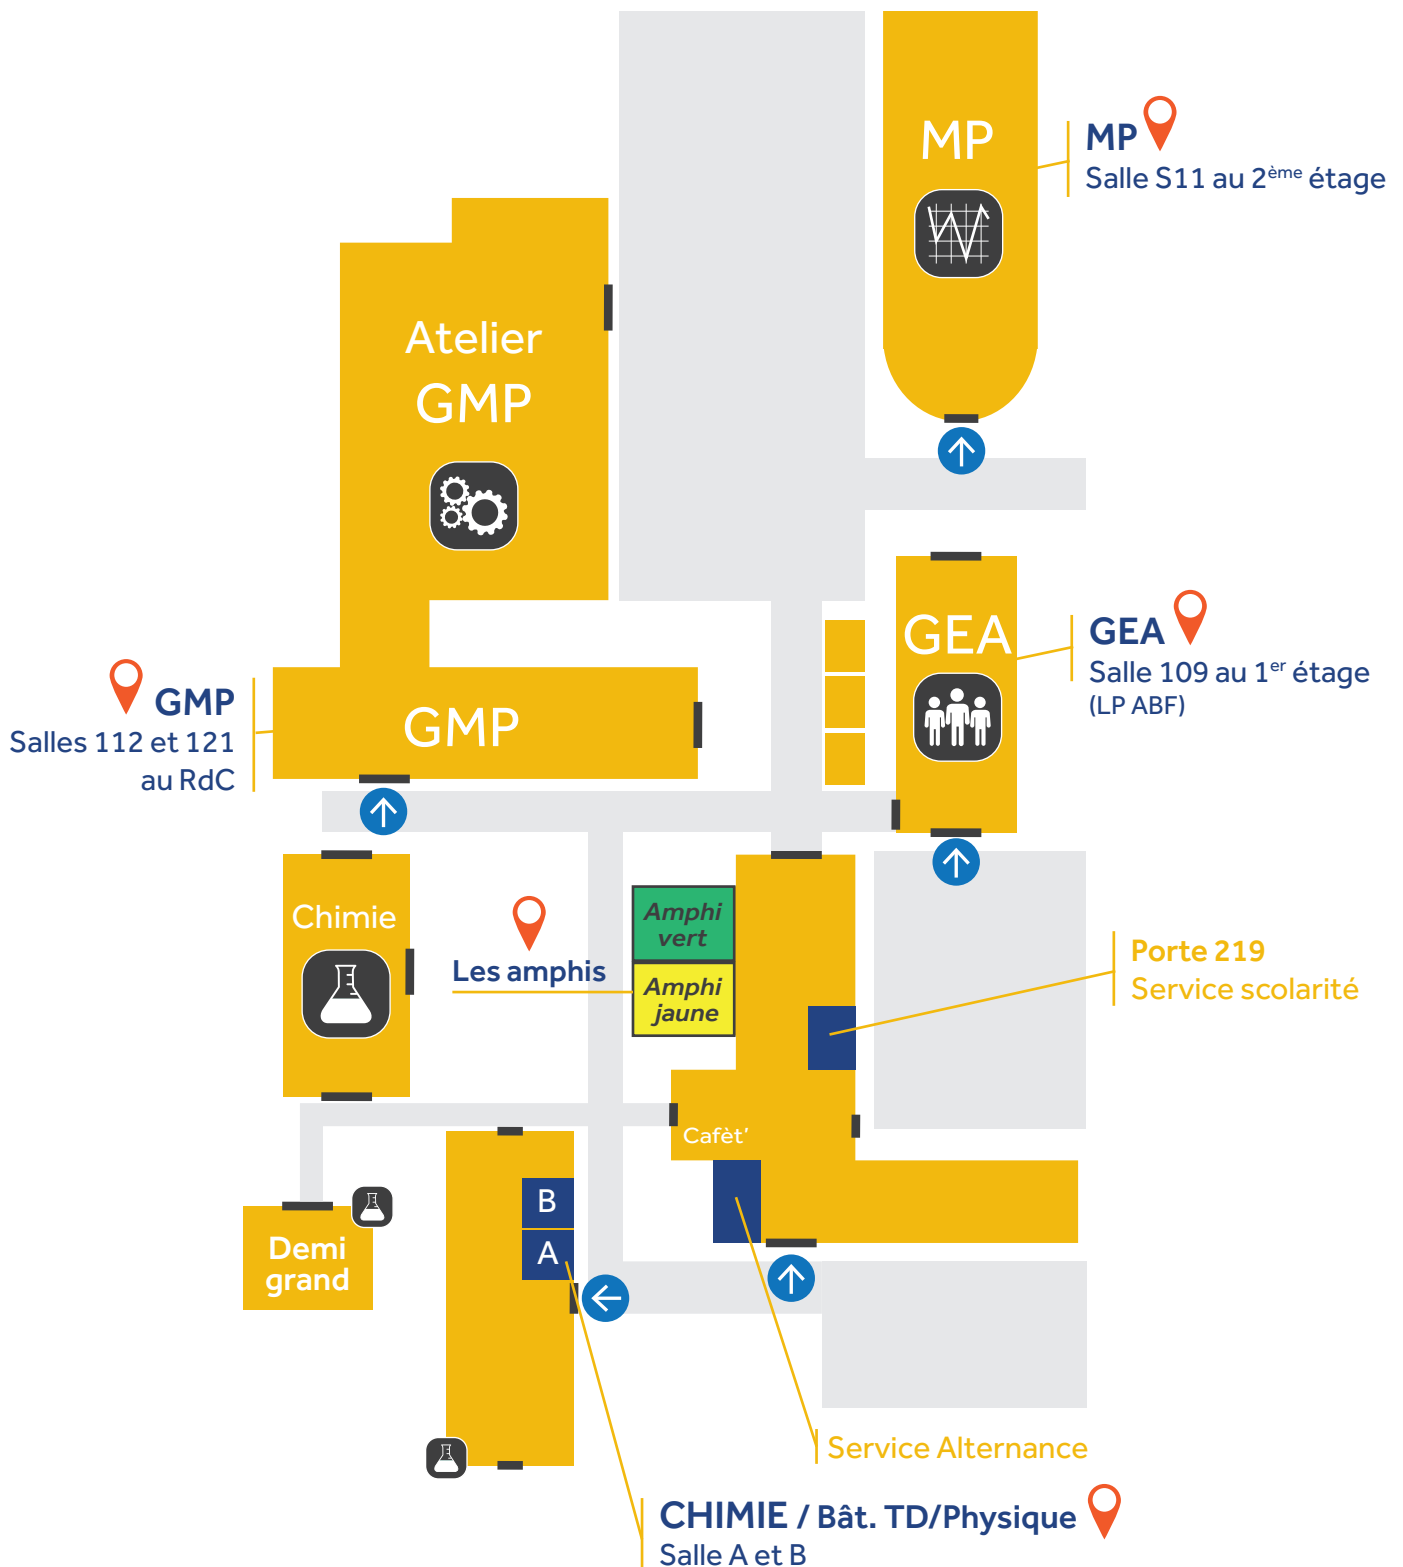 MP
MP
Salle S11 au 2ème étage
Atelier
GMP
GEA
GEA
Salle 109 au 1er étage
(LP ABF)
GMP
Salles 112 et 121
au RdC
GMP
Chimie
Les amphis
Amphi
vert
Amphi
jaune
Porte 219
Service scolarité
Cafèt'
B
A
Demi
grand
Service Alternance
CHIMIE / Bât. TD/Physique
Salle A et B